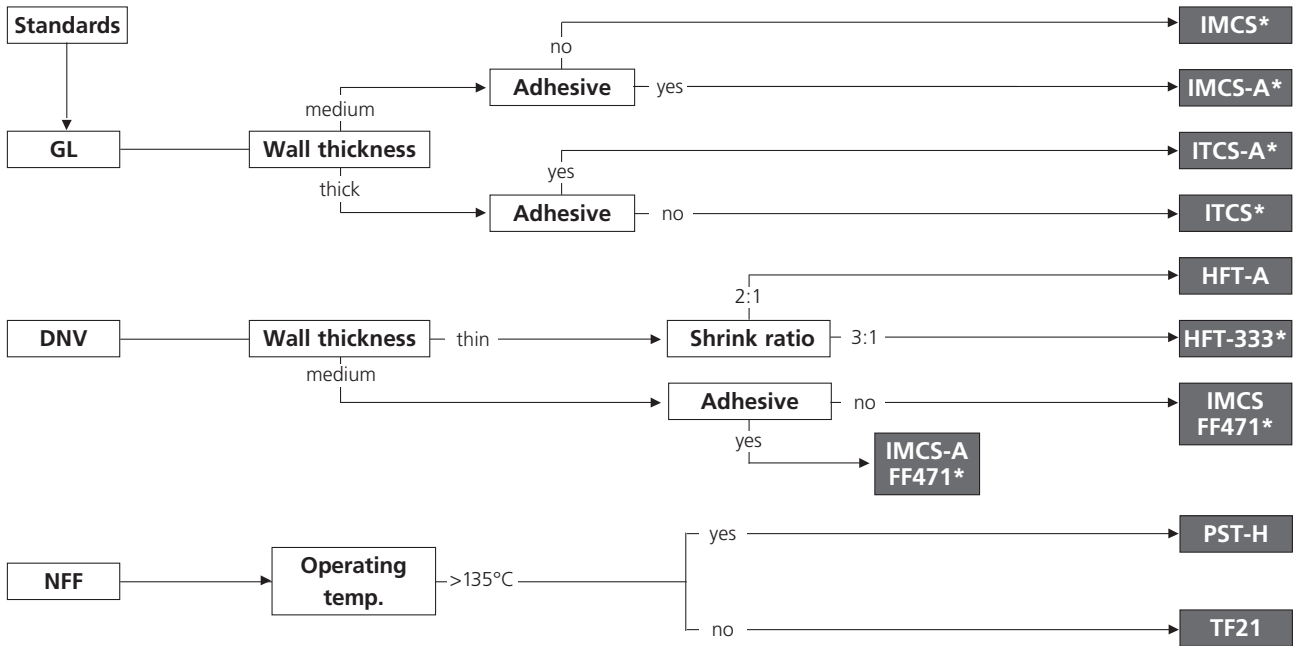 Standards
IMCS*
no
Adhesive
yes
IMCS-A*
medium
GL
Wall thickness
ITCS-A*
yes
thick
Adhesive
no
ITCS*
HFT-A
2:1
DNV
Wall thickness
thin
Shrink ratio
3:1
HFT-333*
medium
Adhesive
no
IMCS
FF471*
yes
IMCS-A
FF471*
yes
PST-H
NFF
Operating
temp.
>135°C
no
TF21